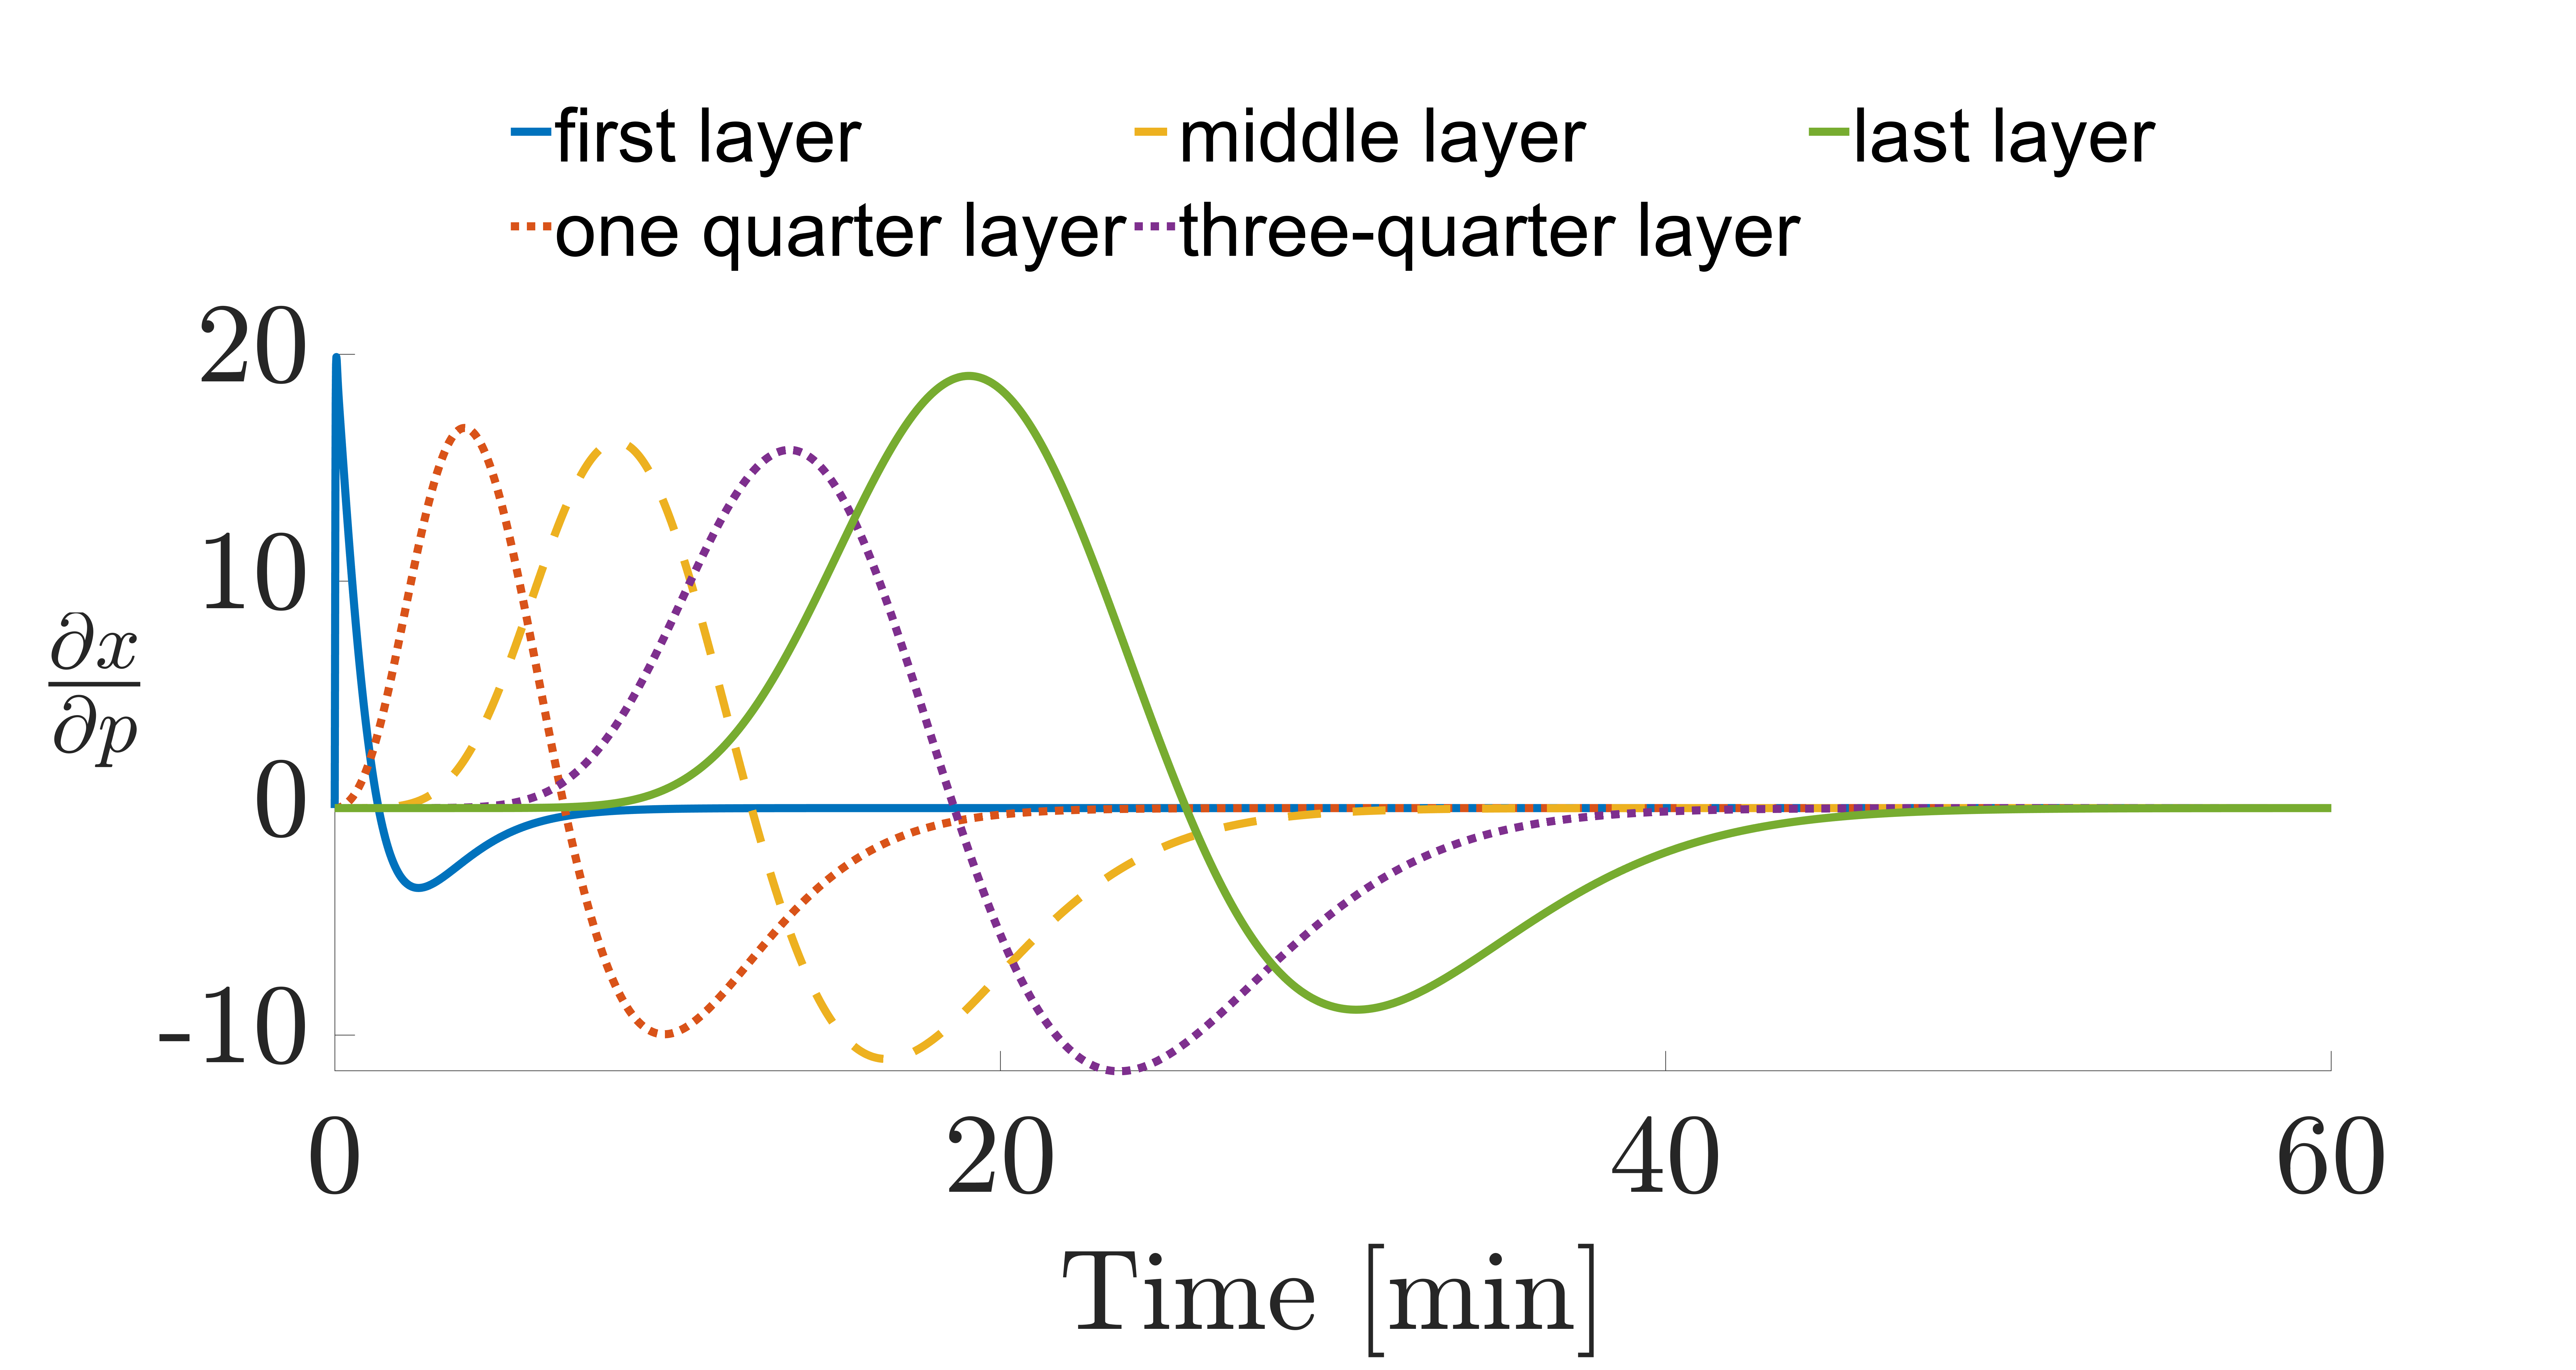 first layer middle layer last layer
one quarter layer three-quarter layer
20
10
0
-10
∂x
∂p
0 20 40 60
Time [min]